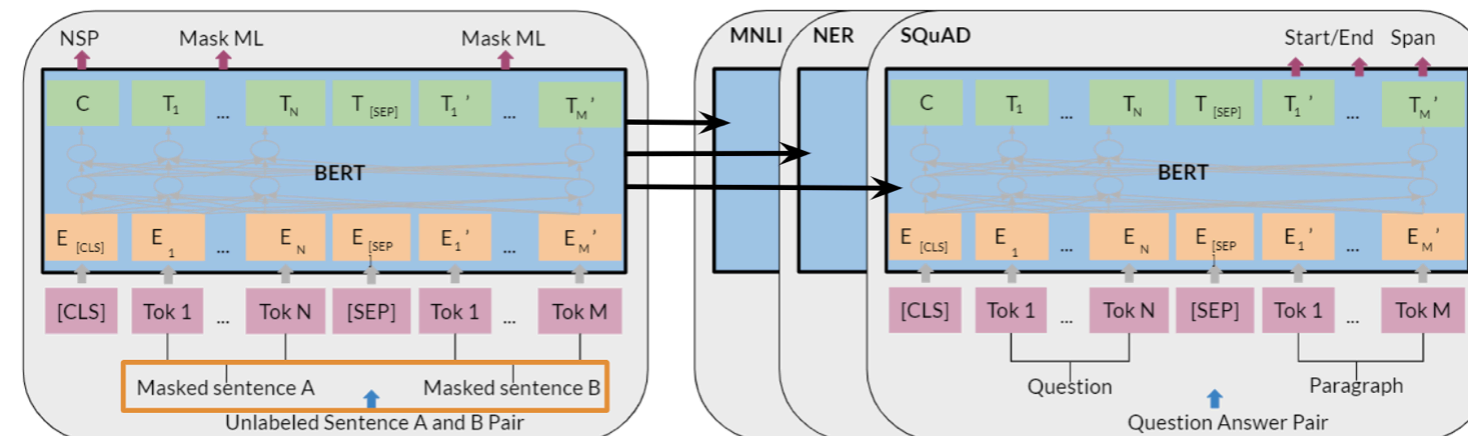 NSP Mask ML Mask ML
C T1 ... TN T[SEP] T1' ... TM'
BERT
E[CLS] E1 ... EN E[SEP] E1' ... EM'
[CLS] Tok 1 ... Tok N [SEP] Tok 1 ... Tok M
Masked sentence A Masked sentence B
Unlabeled Sentence A and B Pair
MNLI NER SQuAD Start/End Span
C T1 ... TN T[SEP] T1' ... TM'
BERT
E[CLS] E1 ... EN E[SEP] E1' ... EM'
[CLS] Tok 1 ... Tok N [SEP] Tok 1 ... Tok M
Question Paragraph
Question Answer Pair